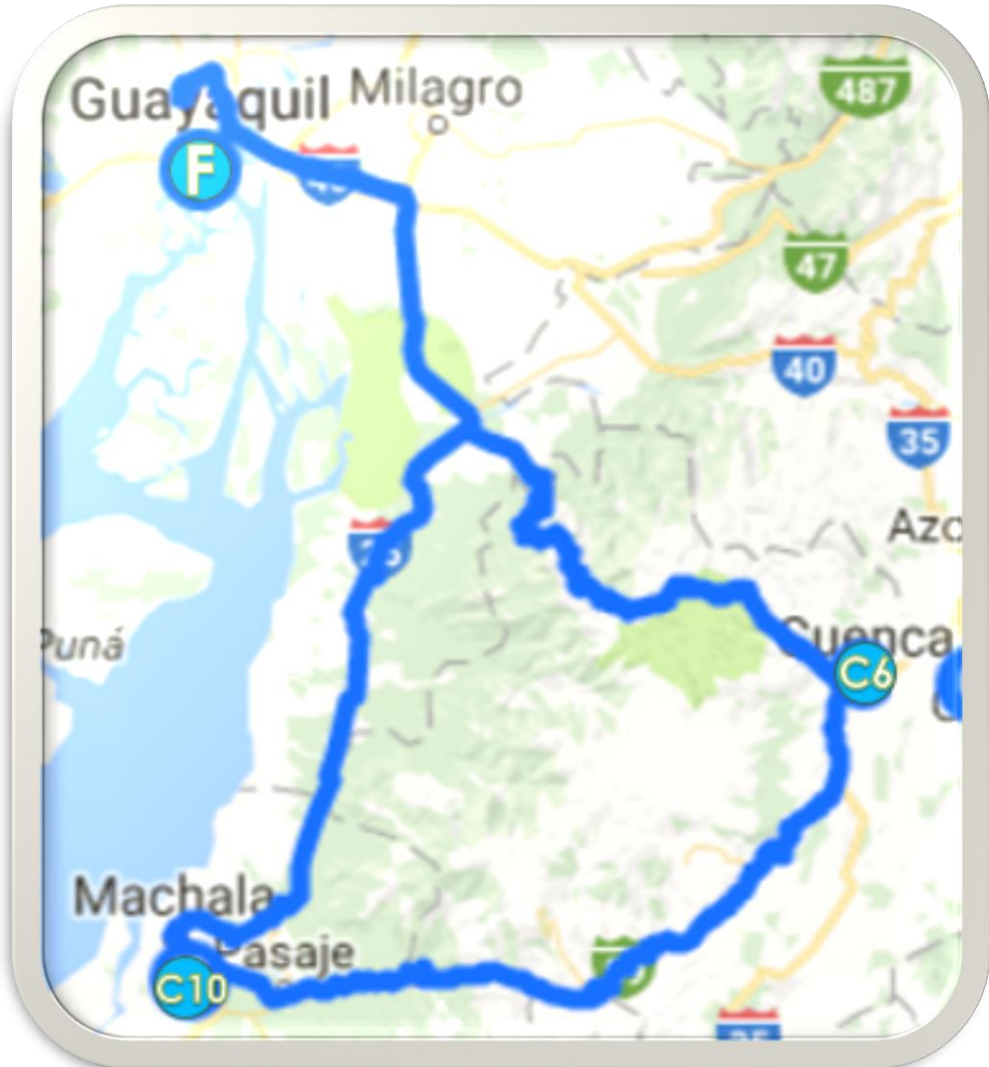 Guayaquil
Milagro
487
F
47
40
35
Azo
Puná
Cuenca
C6
Machala
Pasaje
C10